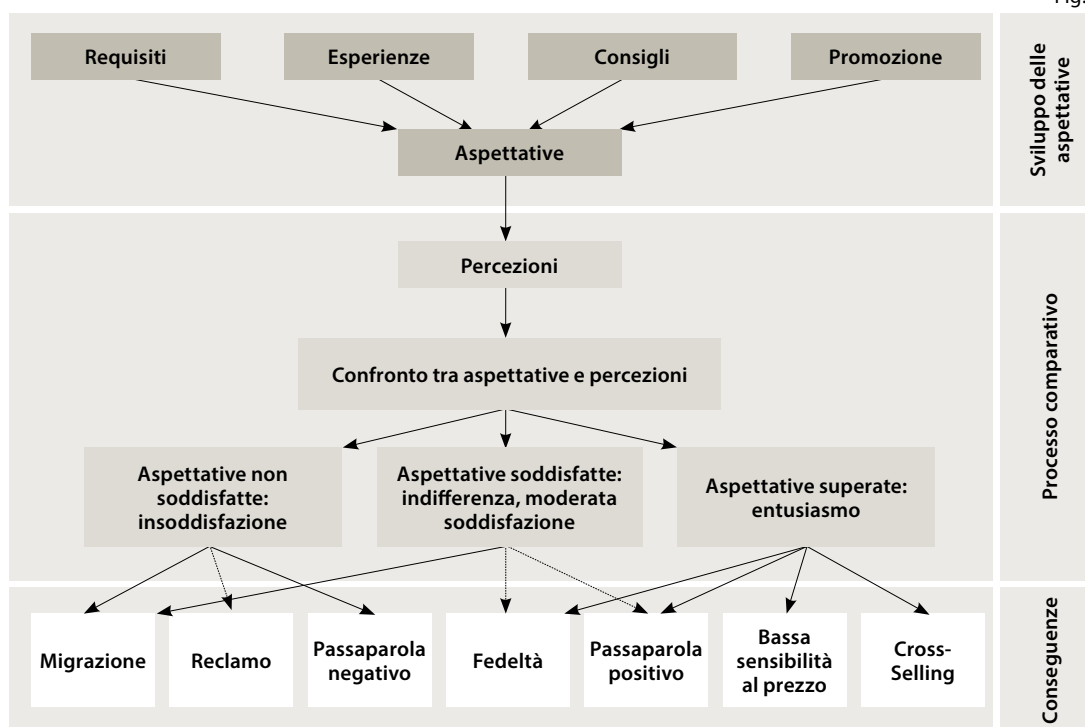 Fig.
Requisiti
Esperienze
Consigli
Promozione
Sviluppo delle
aspettative
Aspettative
Percezioni
Confronto tra aspettative e percezioni
Processo comparativo
Aspettative non
soddisfatte:
insoddisfazione
Aspettative soddisfatte:
indifferenza, moderata
soddisfazione
Aspettative superate:
entusiasmo
Migrazione
Reclamo
Passaparola
negativo
Fedeltà
Passaparola
positivo
Bassa
sensibilità
al prezzo
Cross-
Selling
Conseguenze